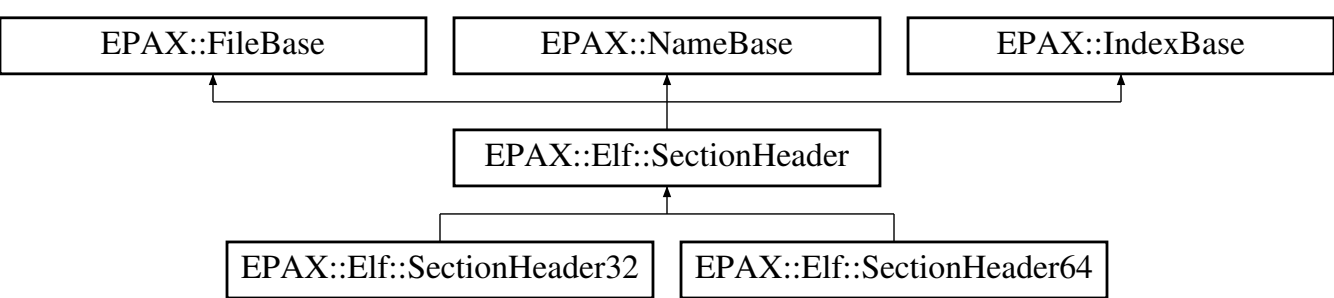 EPAX::FileBase
EPAX::NameBase
EPAX::IndexBase
EPAX::Elf::SectionHeader
EPAX::Elf::SectionHeader32
EPAX::Elf::SectionHeader64